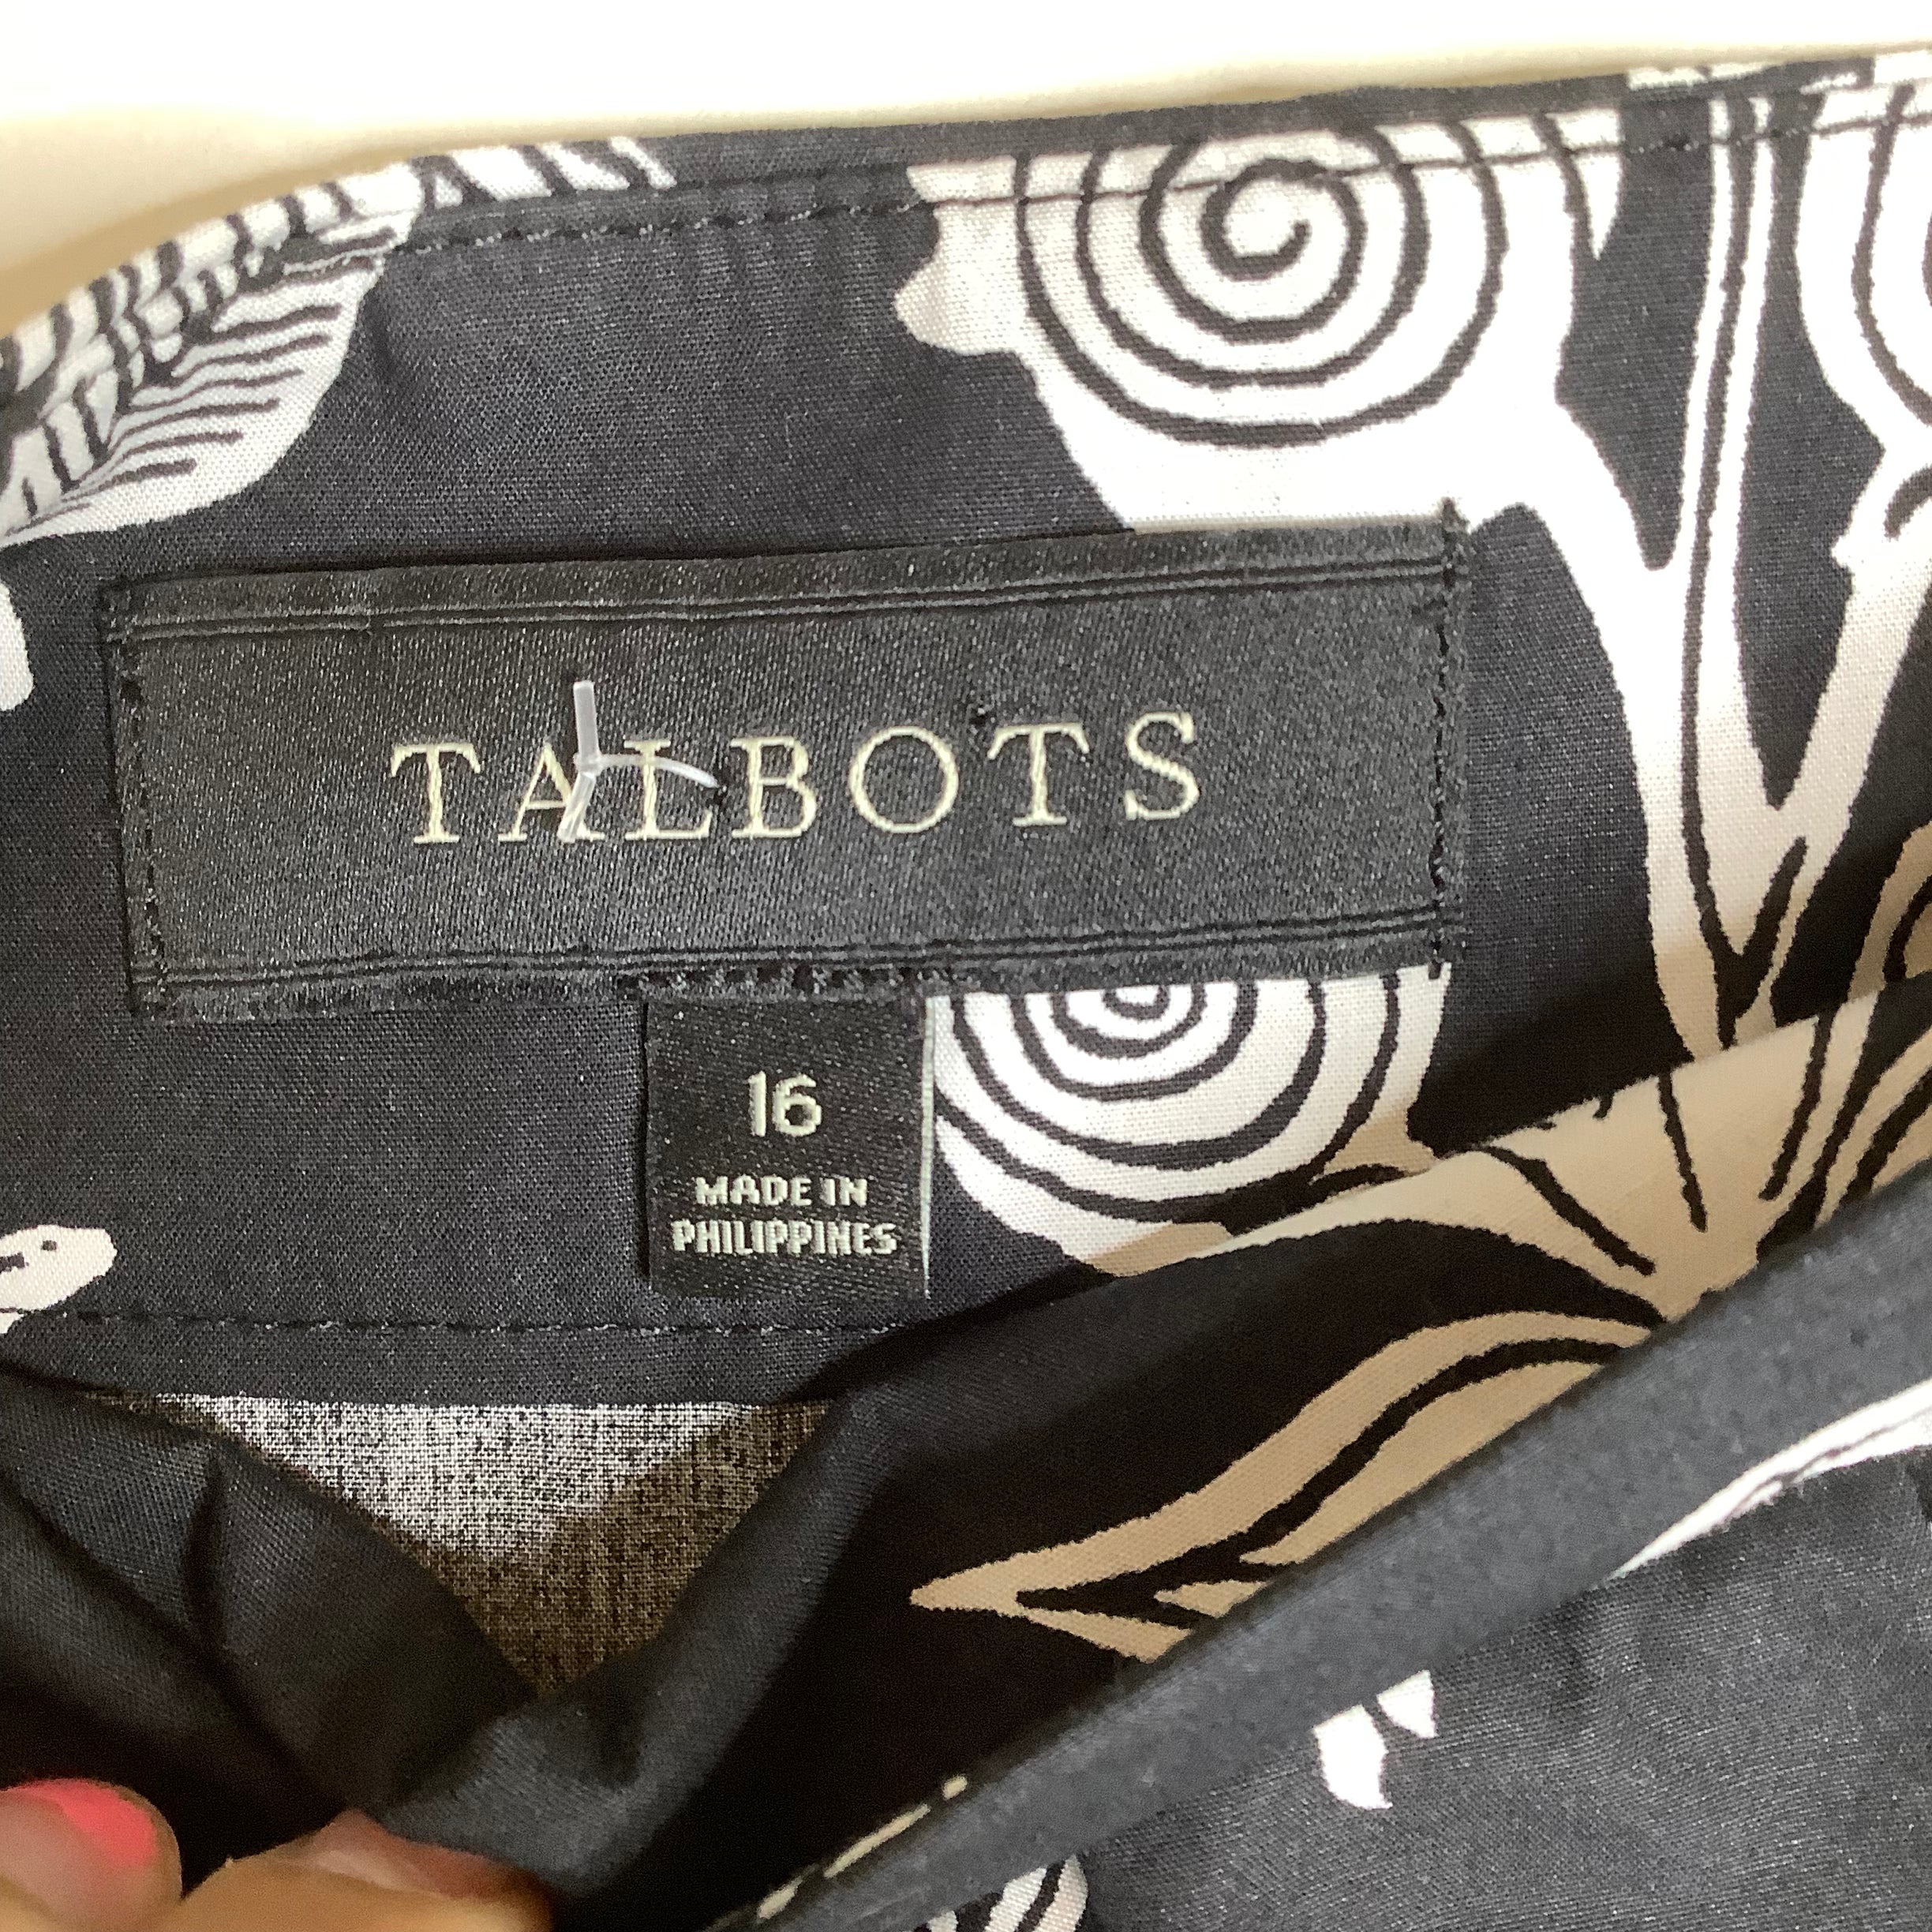 TALBOTS
16
MADE IN
PHILIPPINES